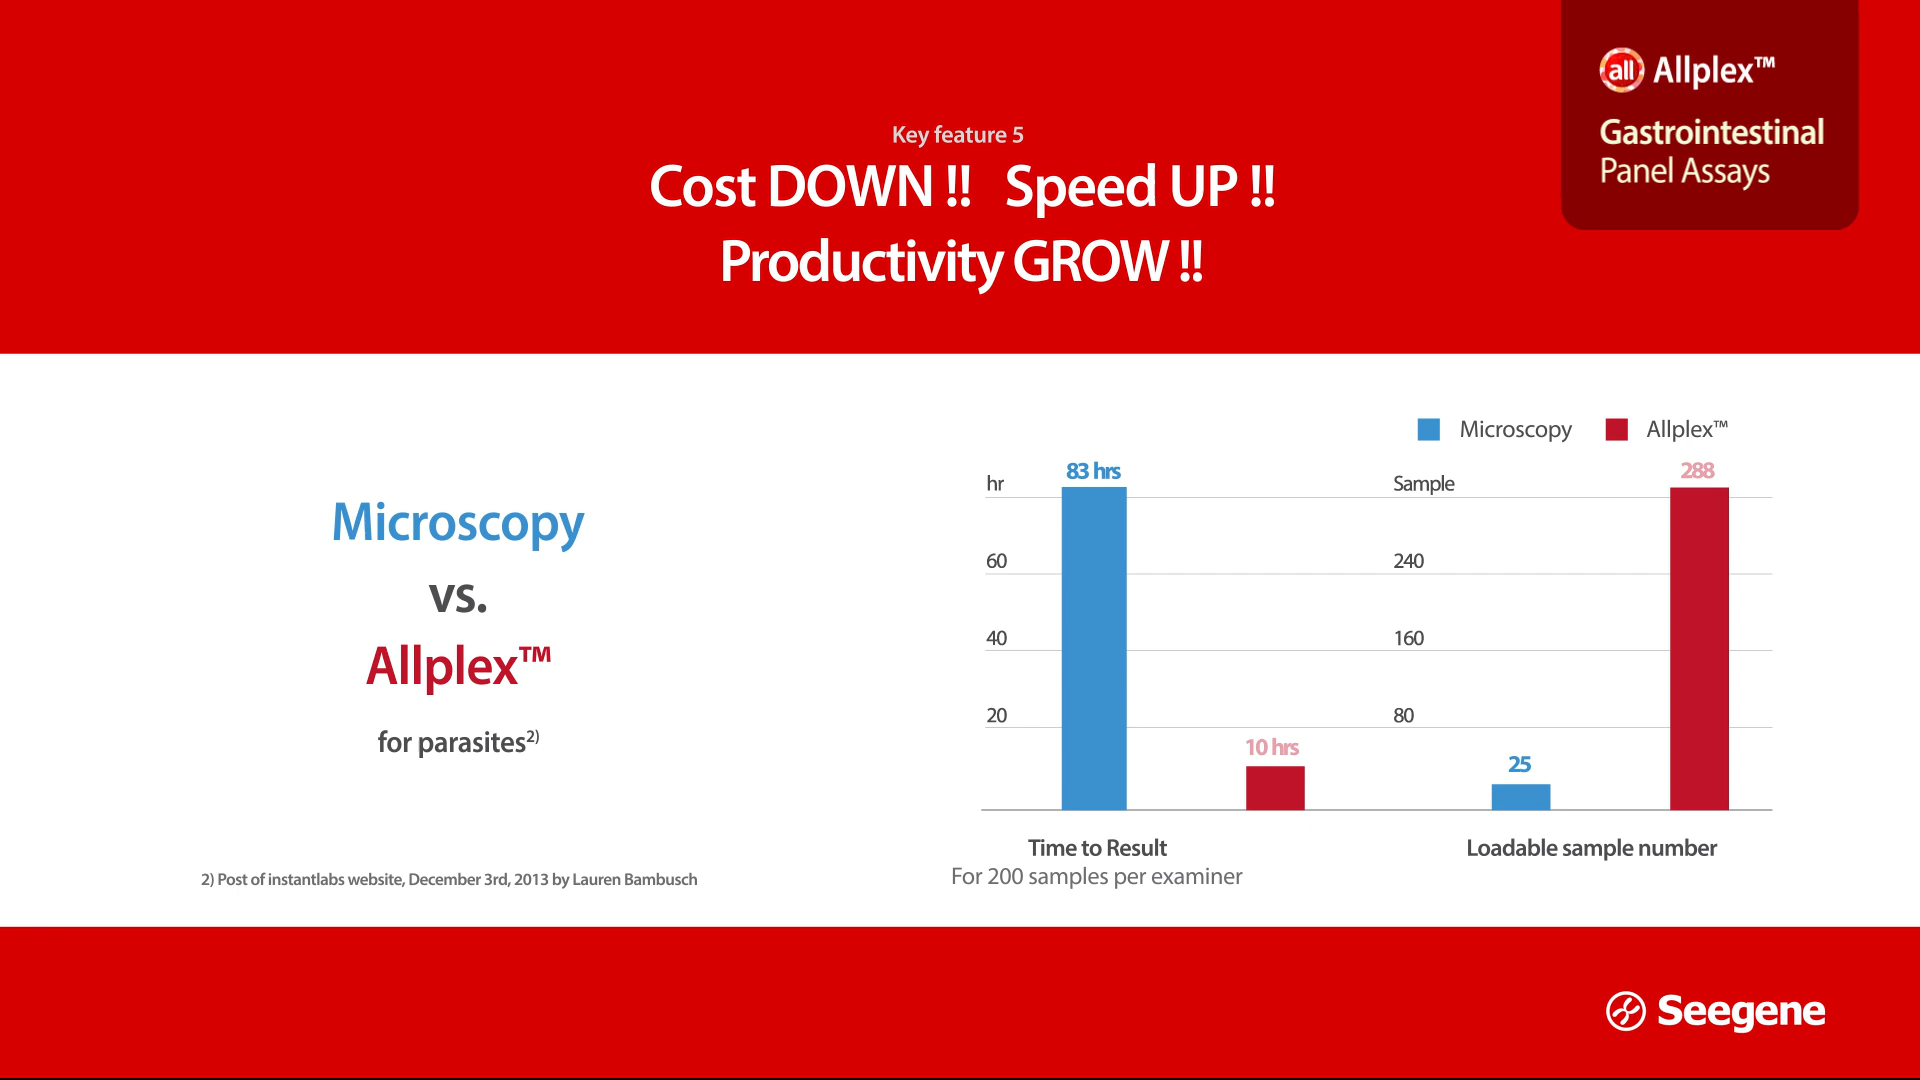 all Allplex™
Gastrointestinal
Panel Assays
Key feature 5
Cost DOWN !! Speed UP !!
Productivity GROW !!
Microscopy
vs.
Allplex™
for parasites2)
2) Post of instantlabs website, December 3rd, 2013 by Lauren Bambusch
Microscopy Allplex™
hr 83 hrs Sample 288
60 240
40 160
20 80
10 hrs 25
Time to Result Loadable sample number
For 200 samples per examiner
Seegene